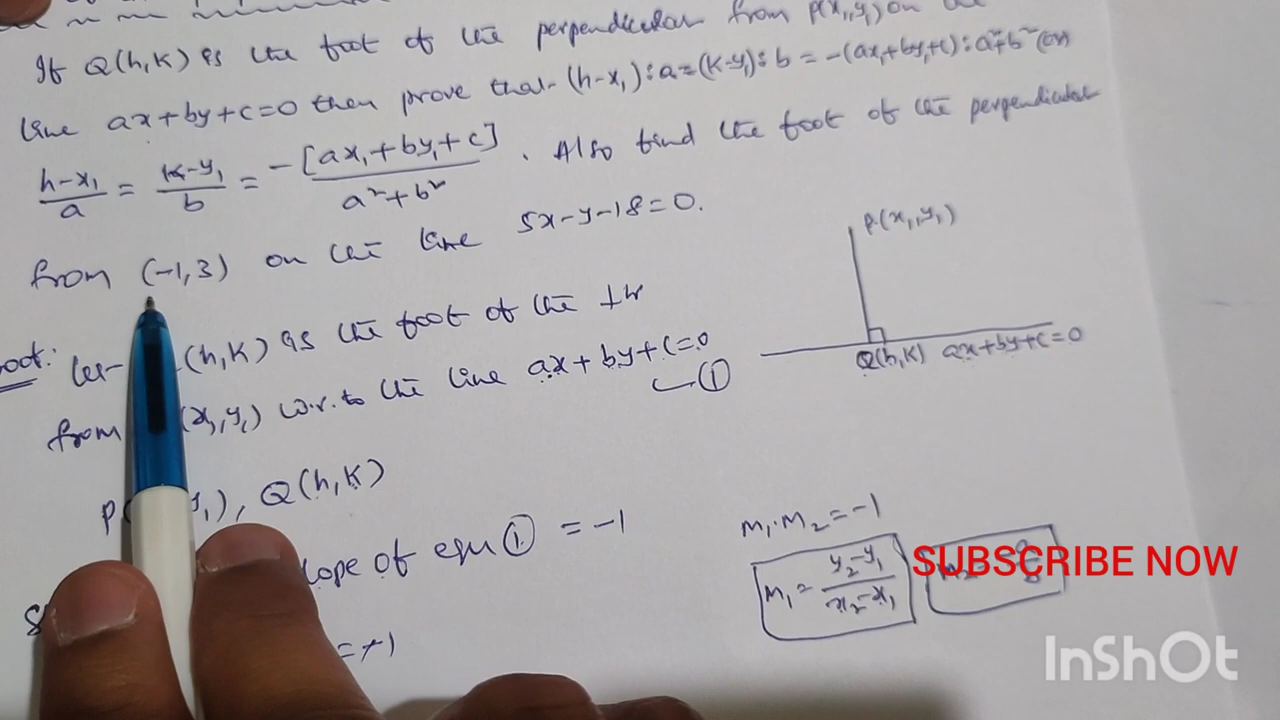 If Q(h,k) is the foot of the perpendicular from P(x₁,y₁) on the
line ax+by+c=0 then prove that (h-x₁):a=(k-y₁):b=-(ax₁+by₁+c):a²+b² (or)
h-x₁/a = k-y₁/b = -[ax₁+by₁+c]/a²+b² . Also find the foot of the perpendicular
from (-1,3) on the line 5x-y-18=0.
Let (h,k) is the foot of the ⊥r
from (x₁,y₁) w.r.to the line ax+by+c=0
①
P( ), Q(h,k)
of equ ① = -1
= -1
P(x₁,y₁)
Q(h,k) ax+by+c=0
m₁·m₂=-1
m₁= y₂-y₁/x₂-x₁
SUBSCRIBE NOW
InShOt